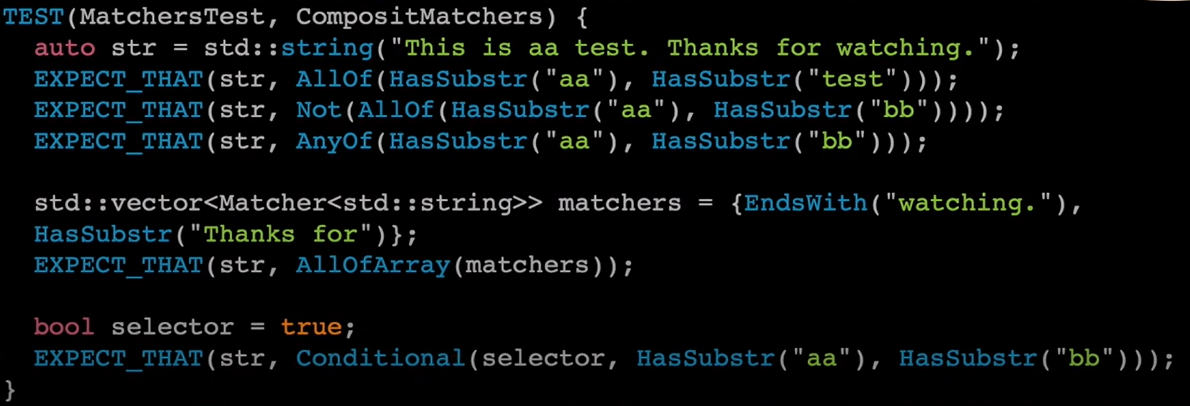 TEST(MatchersTest, CompositMatchers) {
  auto str = std::string("This is aa test. Thanks for watching.");
  EXPECT_THAT(str, AllOf(HasSubstr("aa"), HasSubstr("test")));
  EXPECT_THAT(str, Not(AllOf(HasSubstr("aa"), HasSubstr("bb"))));
  EXPECT_THAT(str, AnyOf(HasSubstr("aa"), HasSubstr("bb")));

  std::vector<Matcher<std::string>> matchers = {EndsWith("watching."),
  HasSubstr("Thanks for")};
  EXPECT_THAT(str, AllOfArray(matchers));

  bool selector = true;
  EXPECT_THAT(str, Conditional(selector, HasSubstr("aa"), HasSubstr("bb")));
}